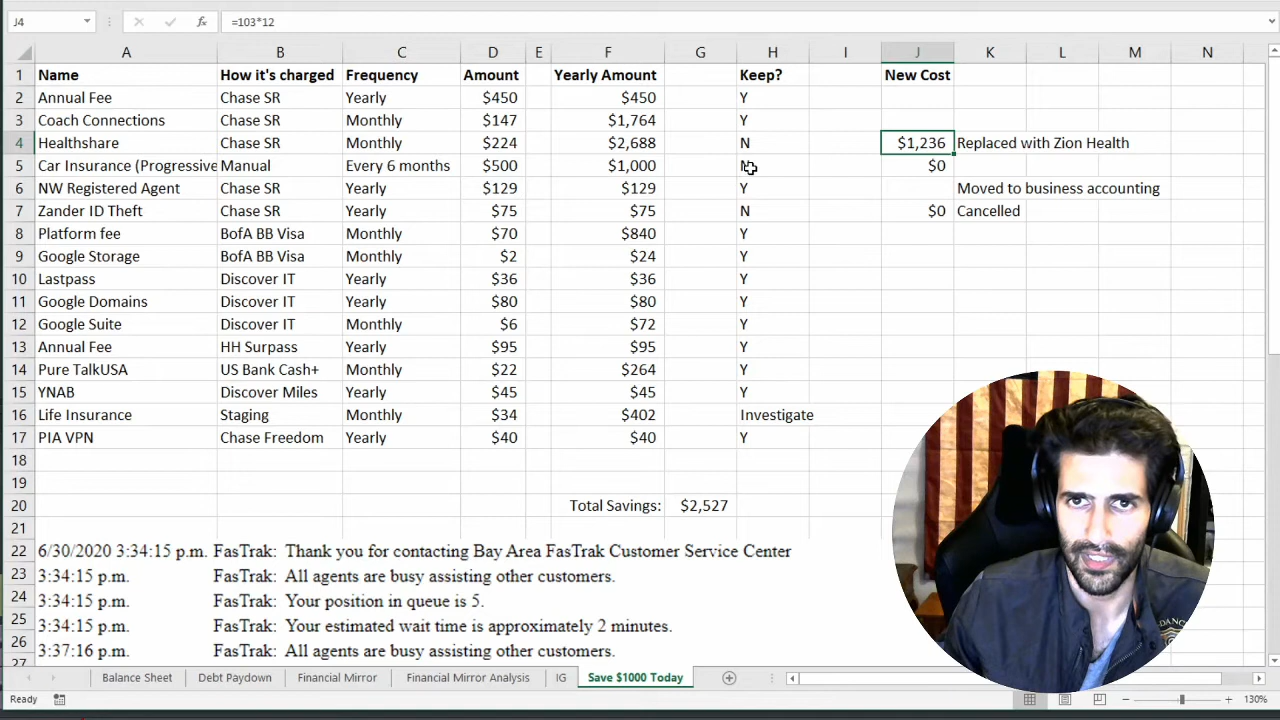 J4 fx =103*12
A B C D E F G H I J K L M N
1 Name How it's charged Frequency Amount Yearly Amount Keep? New Cost
2 Annual Fee Chase SR Yearly $450 $450 Y
3 Coach Connections Chase SR Monthly $147 $1,764 Y
4 Healthshare Chase SR Monthly $224 $2,688 N $1,236 Replaced with Zion Health
5 Car Insurance (Progressive Manual Every 6 months $500 $1,000 $0
6 NW Registered Agent Chase SR Yearly $129 $129 Y Moved to business accounting
7 Zander ID Theft Chase SR Yearly $75 $75 N $0 Cancelled
8 Platform fee BofA BB Visa Monthly $70 $840 Y
9 Google Storage BofA BB Visa Monthly $2 $24 Y
10 Lastpass Discover IT Yearly $36 $36 Y
11 Google Domains Discover IT Yearly $80 $80 Y
12 Google Suite Discover IT Monthly $6 $72 Y
13 Annual Fee HH Surpass Yearly $95 $95 Y
14 Pure TalkUSA US Bank Cash+ Monthly $22 $264 Y
15 YNAB Discover Miles Yearly $45 $45 Y
16 Life Insurance Staging Monthly $34 $402 Investigate
17 PIA VPN Chase Freedom Yearly $40 $40 Y
18
19
20 Total Savings: $2,527
21
22 6/30/2020 3:34:15 p.m. FasTrak: Thank you for contacting Bay Area FasTrak Customer Service Center
23 3:34:15 p.m. FasTrak: All agents are busy assisting other customers.
24 3:34:15 p.m. FasTrak: Your position in queue is 5.
25 3:34:15 p.m. FasTrak: Your estimated wait time is approximately 2 minutes.
26 3:37:16 p.m. FasTrak: All agents are busy assisting other customers.
27
Balance Sheet Debt Paydown Financial Mirror Financial Mirror Analysis IG Save $1000 Today
Ready 130%